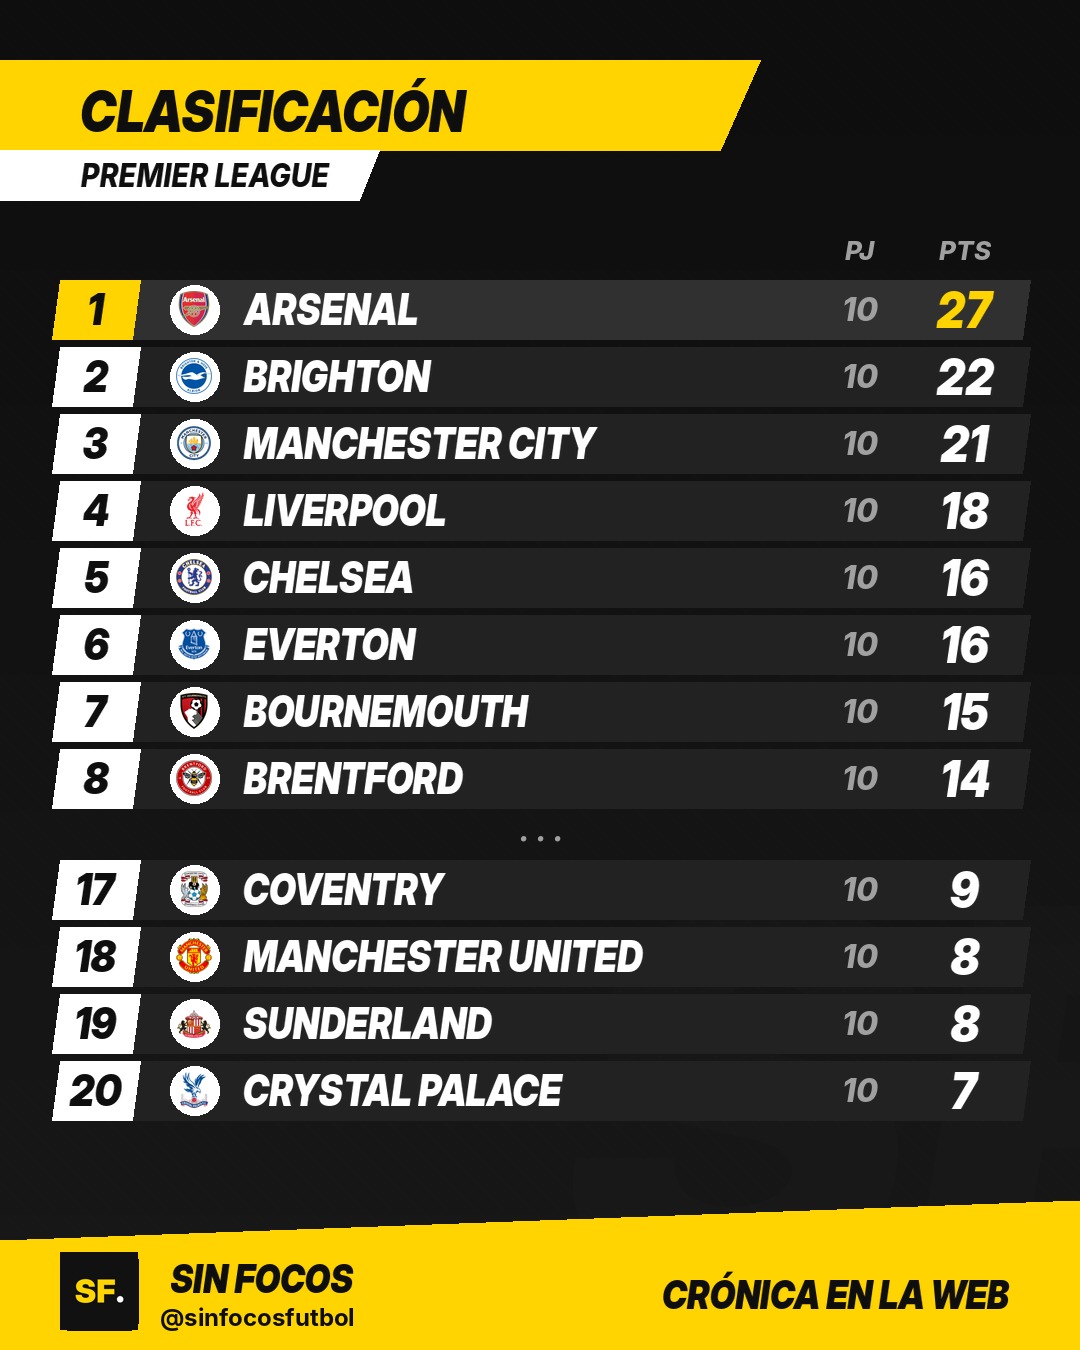 CLASIFICACIÓN
PREMIER LEAGUE
PJ PTS
1 ARSENAL 10 27
2 BRIGHTON 10 22
3 MANCHESTER CITY 10 21
4 LIVERPOOL 10 18
5 CHELSEA 10 16
6 EVERTON 10 16
7 BOURNEMOUTH 10 15
8 BRENTFORD 10 14
...
17 COVENTRY 10 9
18 MANCHESTER UNITED 10 8
19 SUNDERLAND 10 8
20 CRYSTAL PALACE 10 7
SF. SIN FOCOS
@sinfocosfutbol
CRÓNICA EN LA WEB